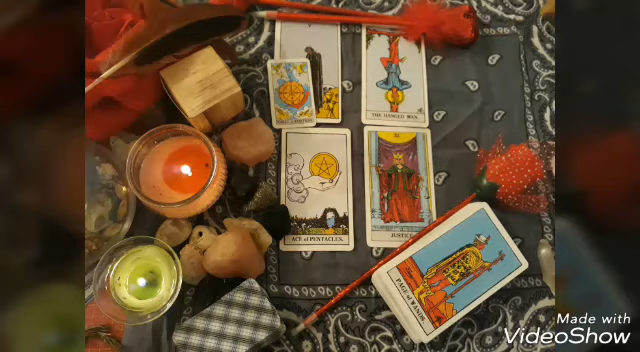 THE HANGED MAN.
ACE of PENTACLES.
JUSTICE
PAGE of WANDS.
Made with
VideoShow